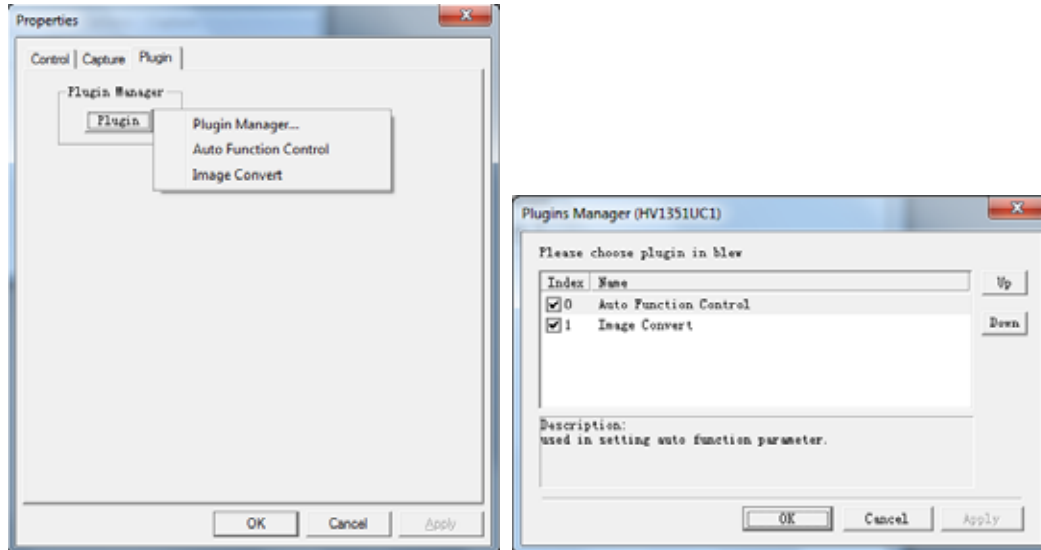 Properties
Control Capture Plugin
Plugin Manager
Plugin
Plugin Manager...
Auto Function Control
Image Convert
OK Cancel Apply
Plugins Manager (HV1351UC1)
Please choose plugin in blew
Index Name
0 Auto Function Control
1 Image Convert
Up
Down
Description:
used in setting auto function parameter.
OK Cancel Apply